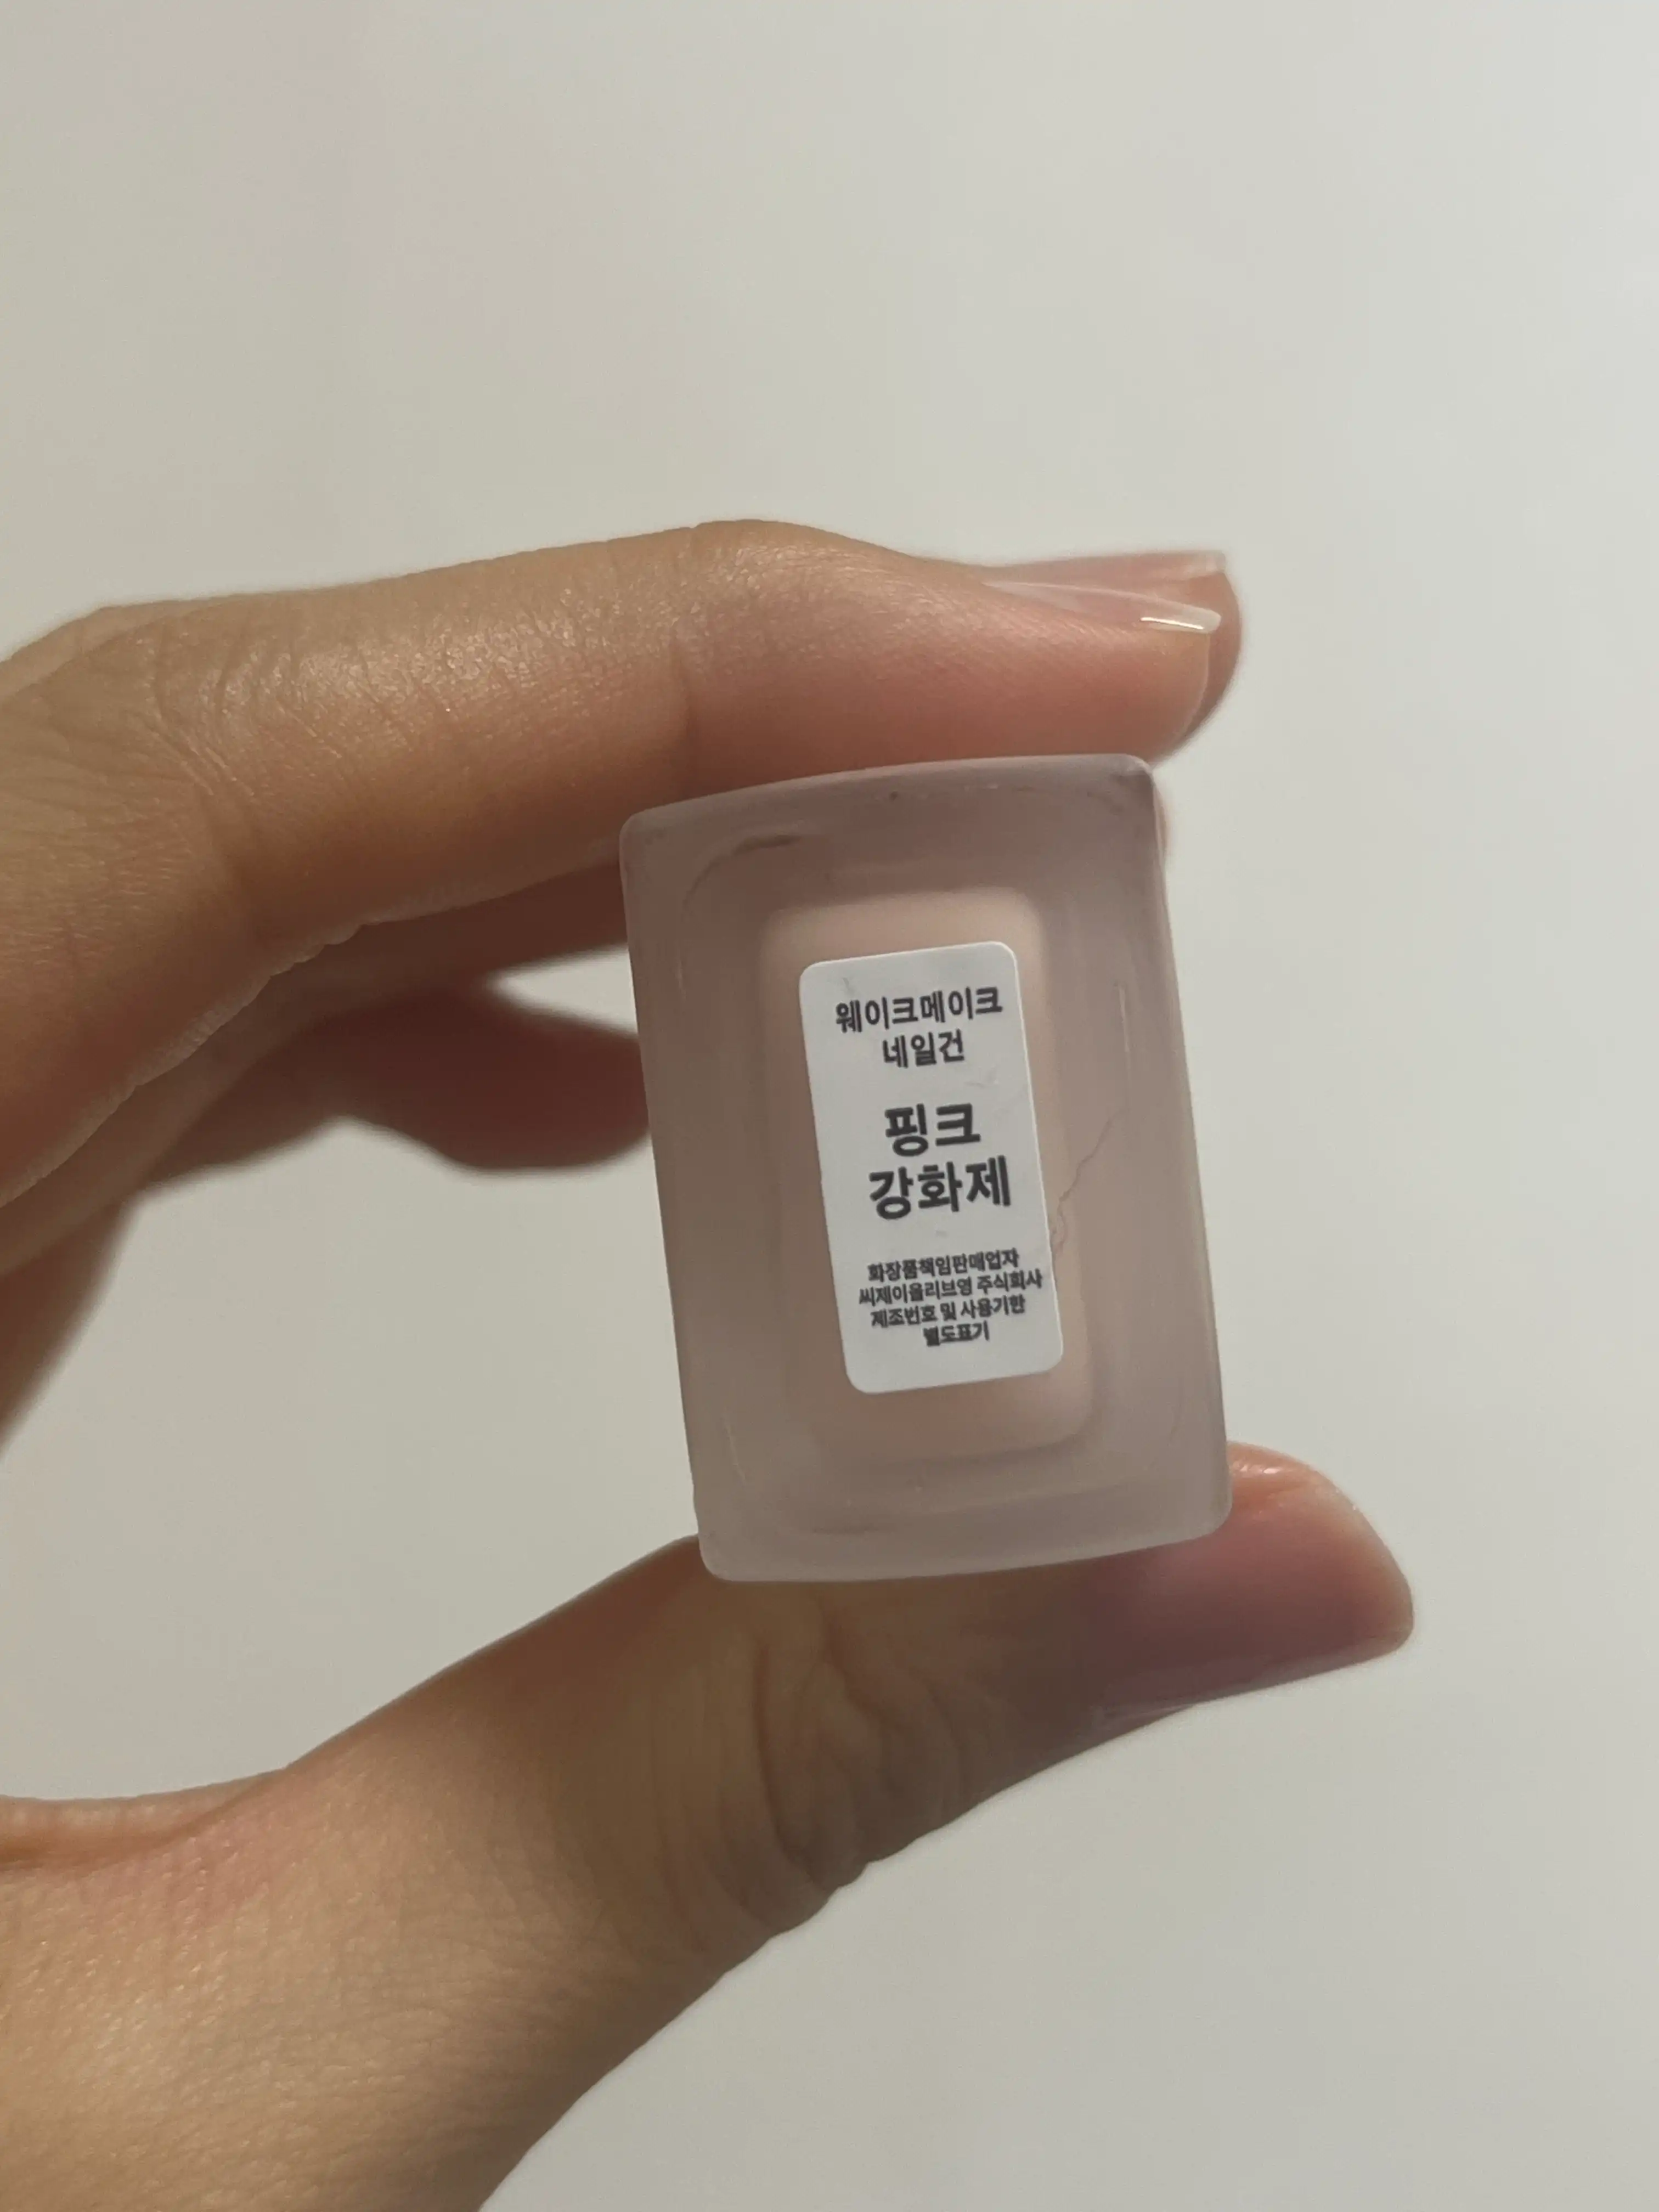 웨이크메이크
네일건
핑크
강화제
화장품책임판매업자
씨제이올리브영 주식회사
제조번호 및 사용기한
별도표기